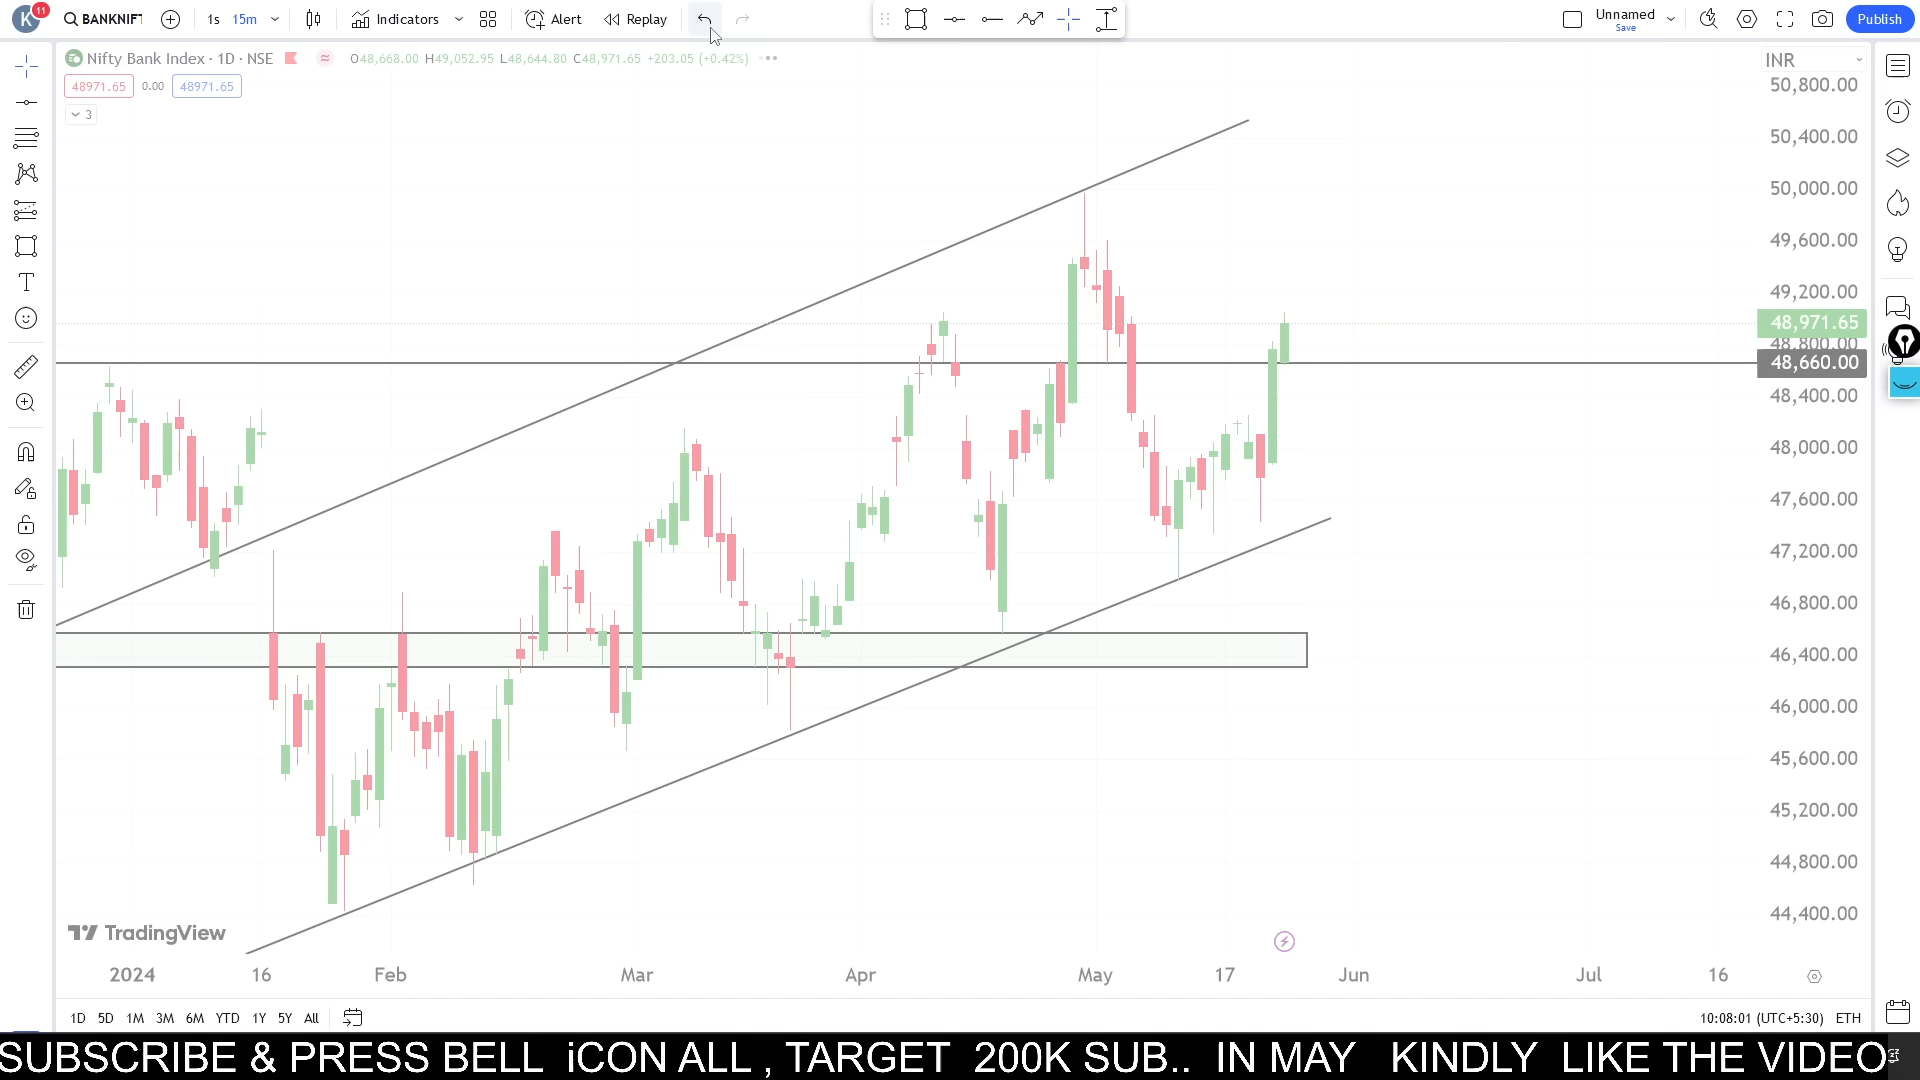 K 11 BANKNIFT 1s 15m Indicators Alert Replay Unnamed Save Publish
Nifty Bank Index · 1D · NSE O48,668.00 H49,052.95 L48,644.80 C48,971.65 +203.05 (+0.42%) INR
48971.65 0.00 48971.65
3
50,800.00
50,400.00
50,000.00
49,600.00
49,200.00
48,971.65
48,800.00
48,660.00
48,400.00
48,000.00
47,600.00
47,200.00
46,800.00
46,400.00
46,000.00
45,600.00
45,200.00
44,800.00
44,400.00
TradingView
2024 16 Feb Mar Apr May 17 Jun Jul 16
1D 5D 1M 3M 6M YTD 1Y 5Y All 10:08:01 (UTC+5:30) ETH
SUBSCRIBE & PRESS BELL iCON ALL , TARGET 200K SUB.. IN MAY KINDLY LIKE THE VIDEO